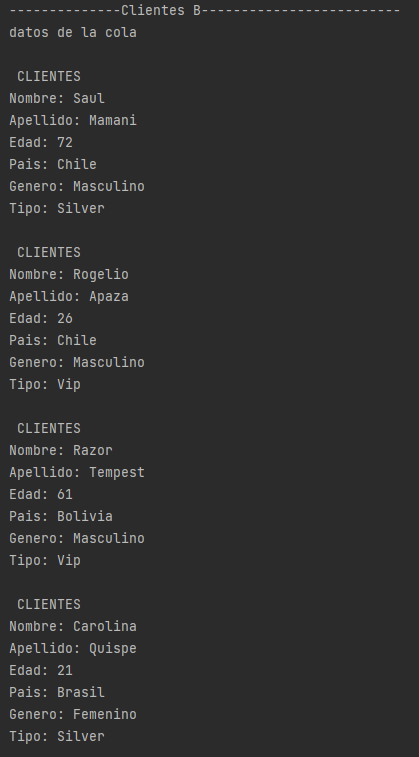 --------------Clientes B-------------------------
datos de la cola
CLIENTES
Nombre: Saul
Apellido: Mamani
Edad: 72
Pais: Chile
Genero: Masculino
Tipo: Silver
CLIENTES
Nombre: Rogelio
Apellido: Apaza
Edad: 26
Pais: Chile
Genero: Masculino
Tipo: Vip
CLIENTES
Nombre: Razor
Apellido: Tempest
Edad: 61
Pais: Bolivia
Genero: Masculino
Tipo: Vip
CLIENTES
Nombre: Carolina
Apellido: Quispe
Edad: 21
Pais: Brasil
Genero: Femenino
Tipo: Silver